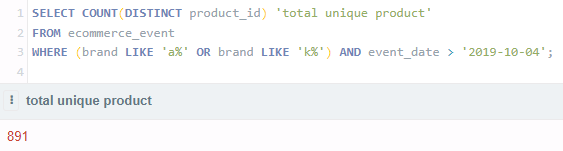 1 SELECT COUNT(DISTINCT product_id) 'total unique product'
2 FROM ecommerce_event
3 WHERE (brand LIKE 'a%' OR brand LIKE 'k%') AND event_date > '2019-10-04';
4
total unique product
891